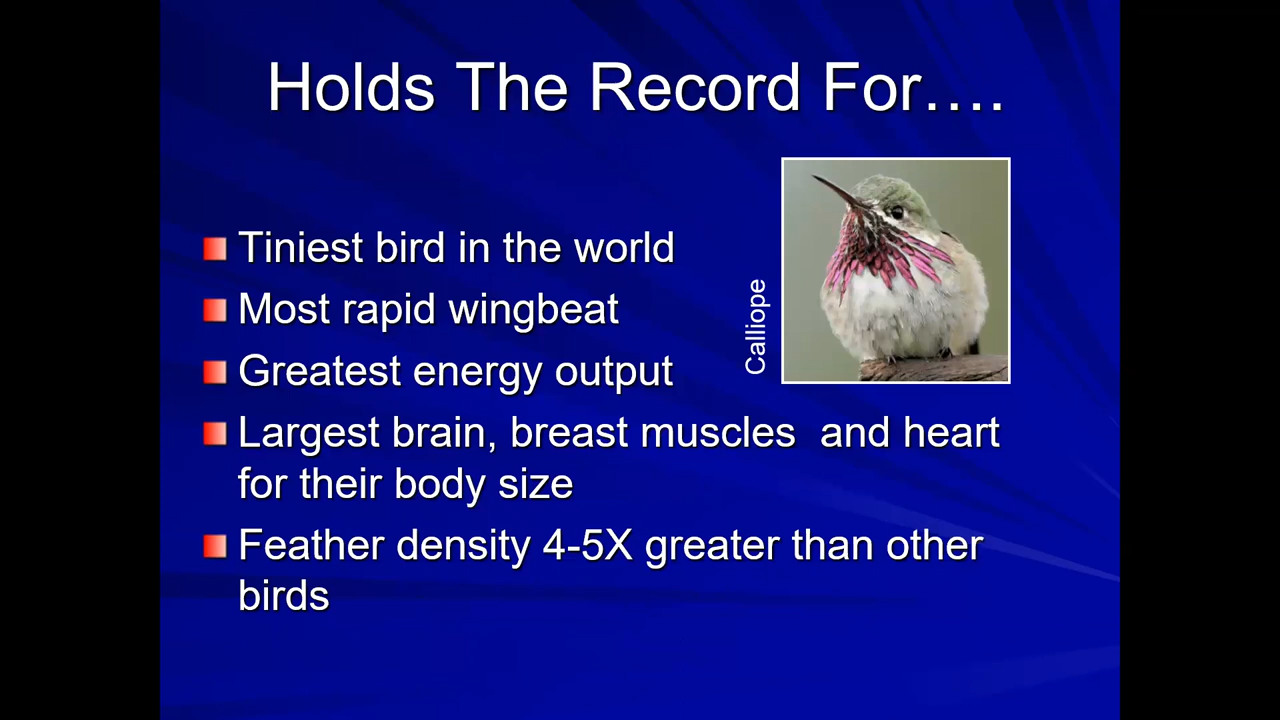 Holds The Record For….
Tiniest bird in the world
Most rapid wingbeat
Greatest energy output
Largest brain, breast muscles  and heart
for their body size
Feather density 4-5X greater than other
birds
Calliope